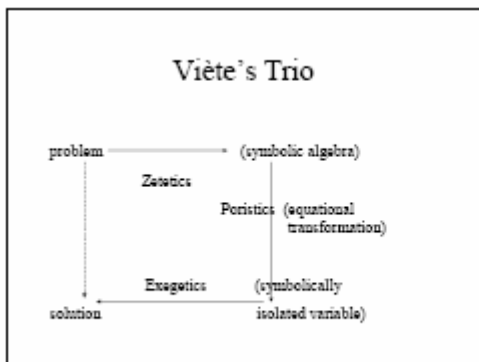 Viète's Trio
problem (symbolic algebra)
Zetetics
Poristics (equational
transformation)
Exegetics (symbolically
solution isolated variable)